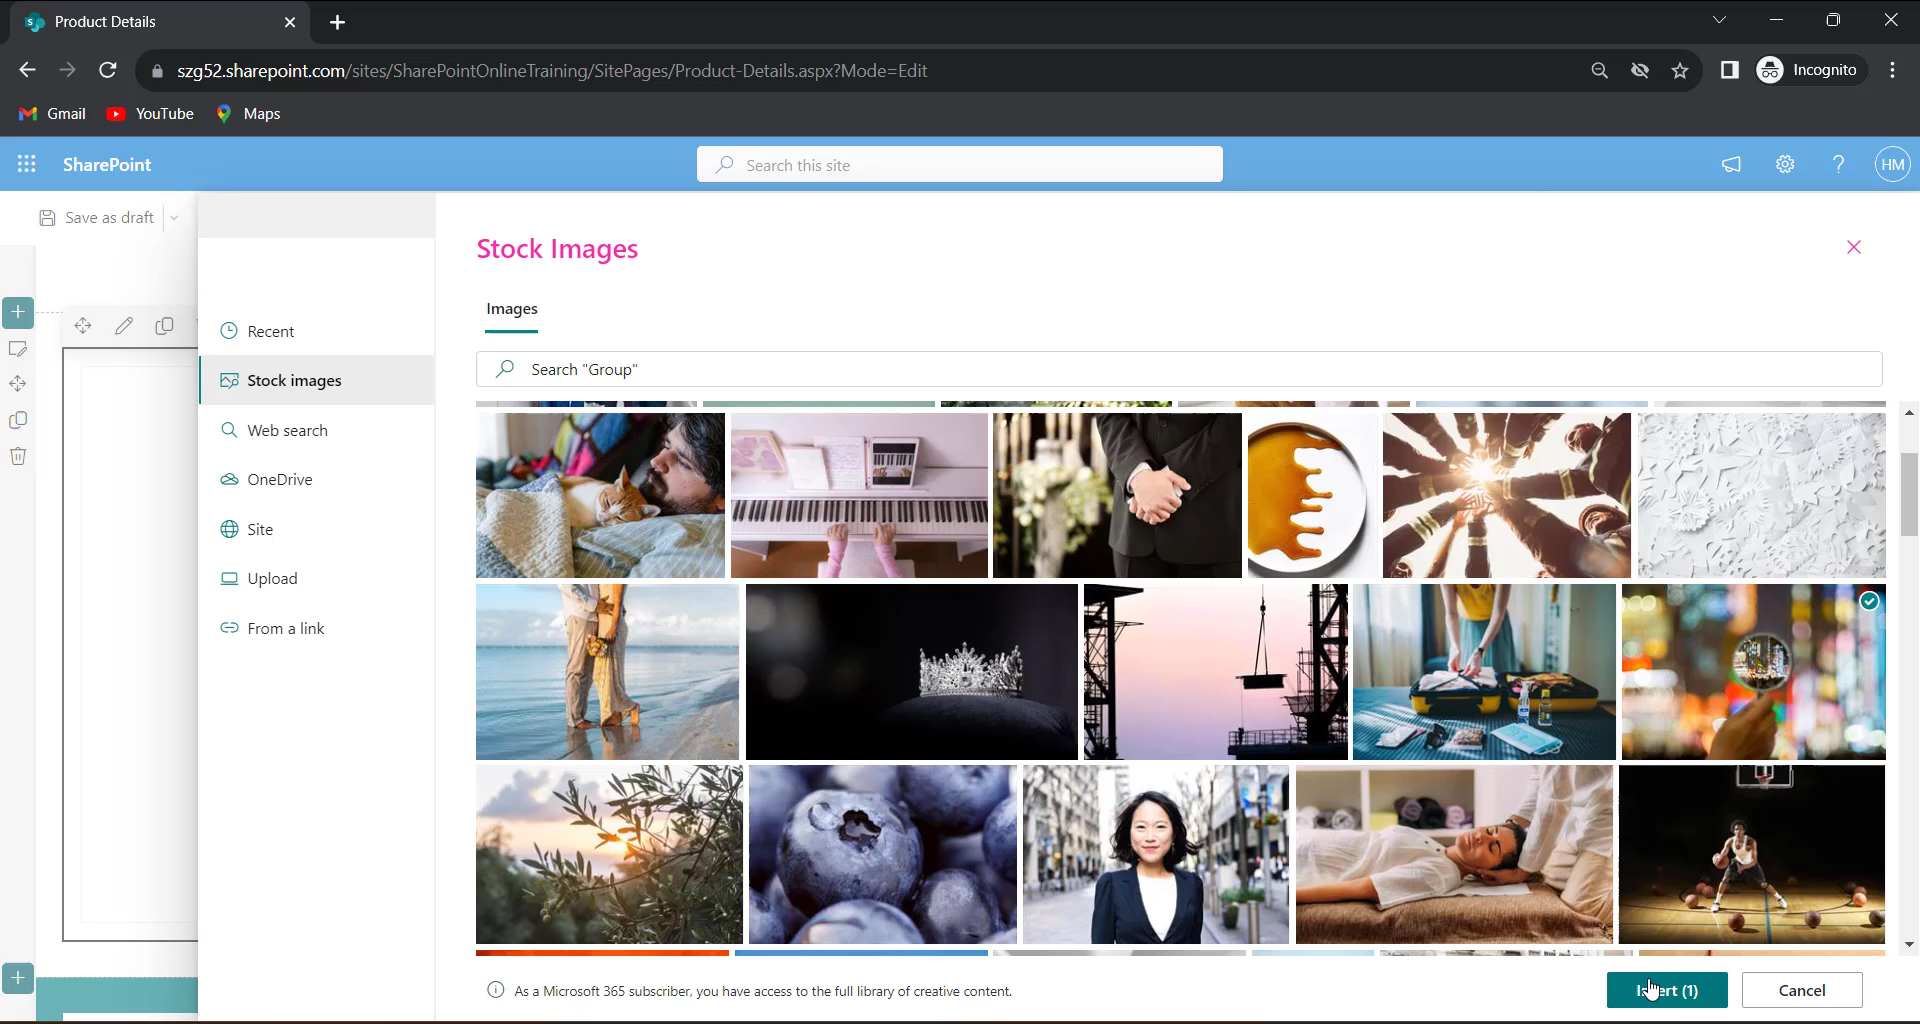 Product Details
szg52.sharepoint.com/sites/SharePointOnlineTraining/SitePages/Product-Details.aspx?Mode=Edit
Incognito
Gmail
YouTube
Maps
SharePoint
Search this site
HM
Save as draft
Stock Images
Images
Recent
Search "Group"
Stock images
Web search
OneDrive
Site
Upload
From a link
As a Microsoft 365 subscriber, you have access to the full library of creative content.
Insert (1)
Cancel